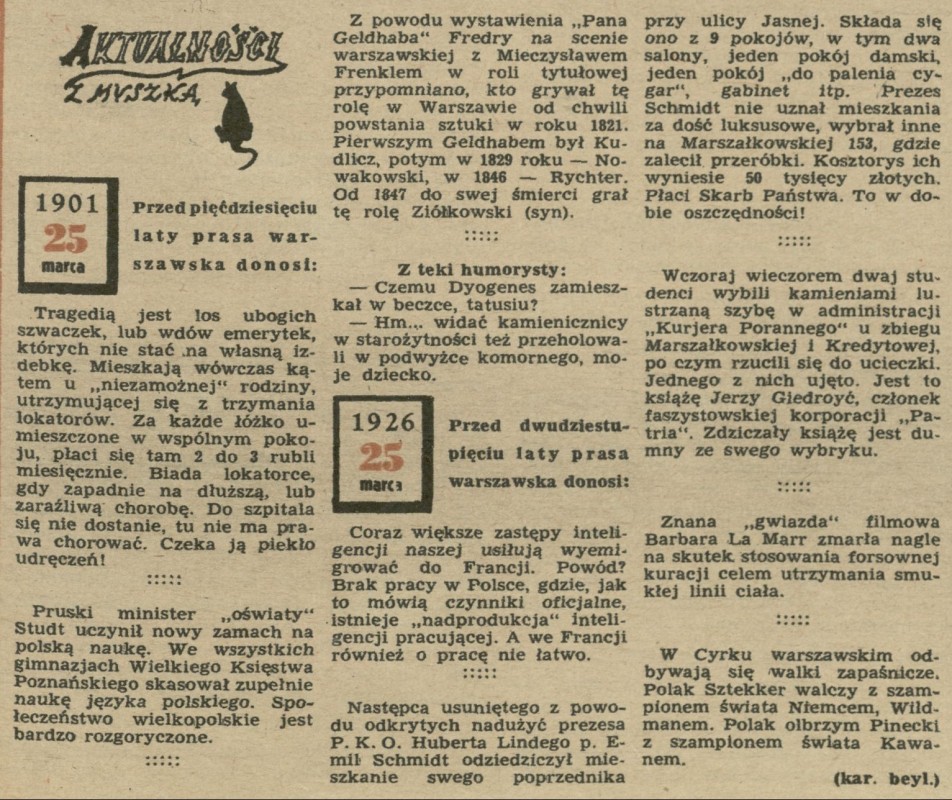 AKTUALNOŚCI
Z MYSZKĄ
1901
25
marca
Przed pięćdziesięciu
laty prasa war-
szawska donosi:
Tragedią jest los ubogich
szwaczek, lub wdów emerytek,
których nie stać na własną iz-
debkę. Mieszkają wówczas ką-
tem u „niezamożnej" rodziny,
utrzymującej się z trzymania
lokatorów. Za każde łóżko u-
mieszczone w wspólnym poko-
ju, płaci się tam 2 do 3 rubli
miesięcznie. Biada lokatorce,
gdy zapadnie na dłuższą, lub
zaraźliwą chorobę. Do szpitala
się nie dostanie, tu nie ma pra-
wa chorować. Czeka ją piekło
udręczeń!
:::::
Pruski minister „oświaty"
Studt uczynił nowy zamach na
polską naukę. We wszystkich
gimnazjach Wielkiego Księstwa
Poznańskiego skasował zupełnie
naukę języka polskiego. Spo-
łeczeństwo wielkopolskie jest
bardzo rozgoryczone.
:::::
Z powodu wystawienia „Pana
Geldhaba" Fredry na scenie
warszawskiej z Mieczysławem
Frenklem w roli tytułowej
przypomniano, kto grywał tę
rolę w Warszawie od chwili
powstania sztuki w roku 1821.
Pierwszym Geldhabem był Ku-
dlicz, potym w 1829 roku — No-
wakowski, w 1846 — Rychter.
Od 1847 do swej śmierci grał
tę rolę Ziółkowski (syn).
:::::
Z teki humorysty:
— Czemu Dyogenes zamiesz-
kał w beczce, tatusiu?
— Hm... widać kamienicznicy
w starożytności też przeholowa-
li w podwyżce komornego, mo-
je dziecko.
1926
25
marca
Przed dwudziestu-
pięciu laty prasa
warszawska donosi:
Coraz większe zastępy inteli-
gencji naszej usiłują wyemi-
grować do Francji. Powód?
Brak pracy w Polsce, gdzie, jak
to mówią czynniki oficjalne,
istnieje „nadprodukcja" inteli-
gencji pracującej. A we Francji
również o pracę nie łatwo.
:::::
Następca usuniętego z powo-
du odkrytych nadużyć prezesa
P. K. O. Huberta Lindego p. E-
mil Schmidt odziedziczył mie-
szkanie swego poprzednika
przy ulicy Jasnej. Składa się
ono z 9 pokojów, w tym dwa
salony, jeden pokój damski,
jeden pokój „do palenia cy-
gar", gabinet itp. Prezes
Schmidt nie uznał mieszkania
za dość luksusowe, wybrał inne
na Marszałkowskiej 153, gdzie
zalecił przeróbki. Kosztorys ich
wyniesie 50 tysięcy złotych.
Płaci Skarb Państwa. To w do-
bie oszczędności!
:::::
Wczoraj wieczorem dwaj stu-
denci wybili kamieniami lu-
strzaną szybę w administracji
„Kurjera Porannego" u zbiegu
Marszałkowskiej i Kredytowej,
po czym rzucili się do ucieczki.
Jednego z nich ujęto. Jest to
książę Jerzy Giedroyć, członek
faszystowskiej korporacji „Pa-
tria". Zdziczały książę jest du-
mny ze swego wybryku.
:::::
Znana „gwiazda" filmowa
Barbara La Marr zmarła nagle
na skutek stosowania forsownej
kuracji celem utrzymania smu-
kłej linii ciała.
:::::
W Cyrku warszawskim od-
bywają się walki zapaśnicze.
Polak Sztekker walczy z szam-
pionem świata Niemcem, Wild-
manem. Polak olbrzym Pinecki
z szampionem świata Kawa-
nem.
(kar. beyl.)